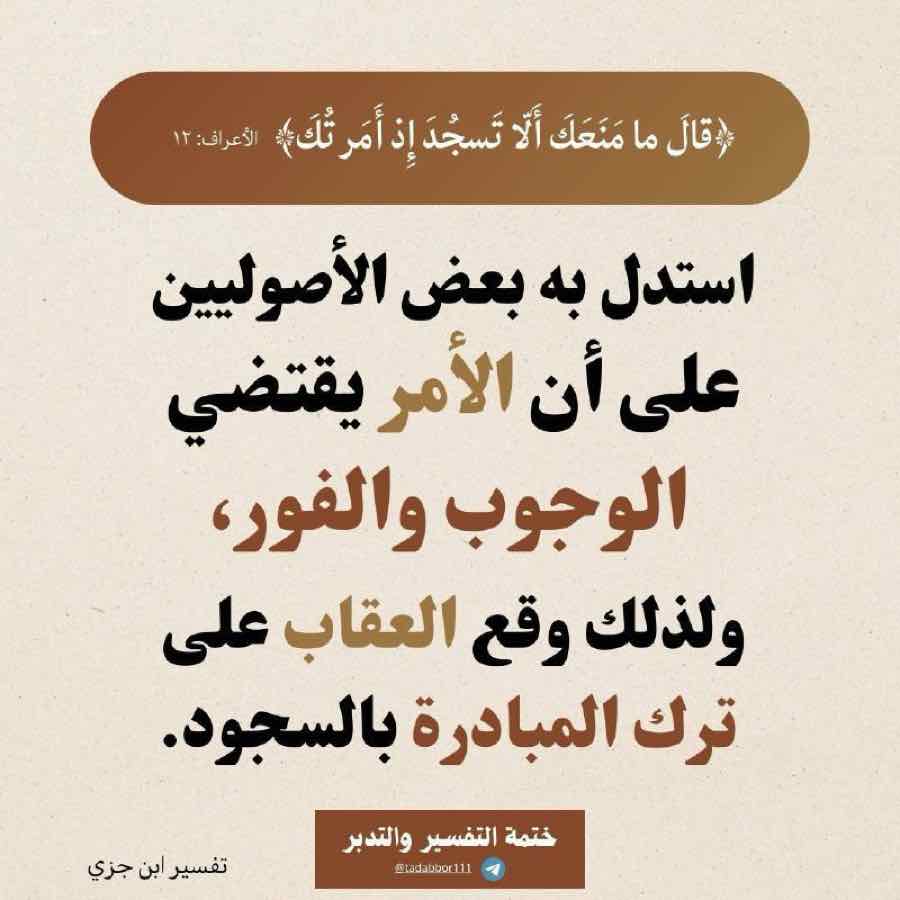 ﴿قالَ ما مَنَعَكَ أَلّا تَسجُدَ إِذ أَمَر تُكَ﴾ الأعراف: ١٢
استدل به بعض الأصوليين
على أن الأمر يقتضي
الوجوب والفور،
ولذلك وقع العقاب على
ترك المبادرة بالسجود.
ختمة التفسير والتدبر
@tadabbor111
تفسير ابن جزي